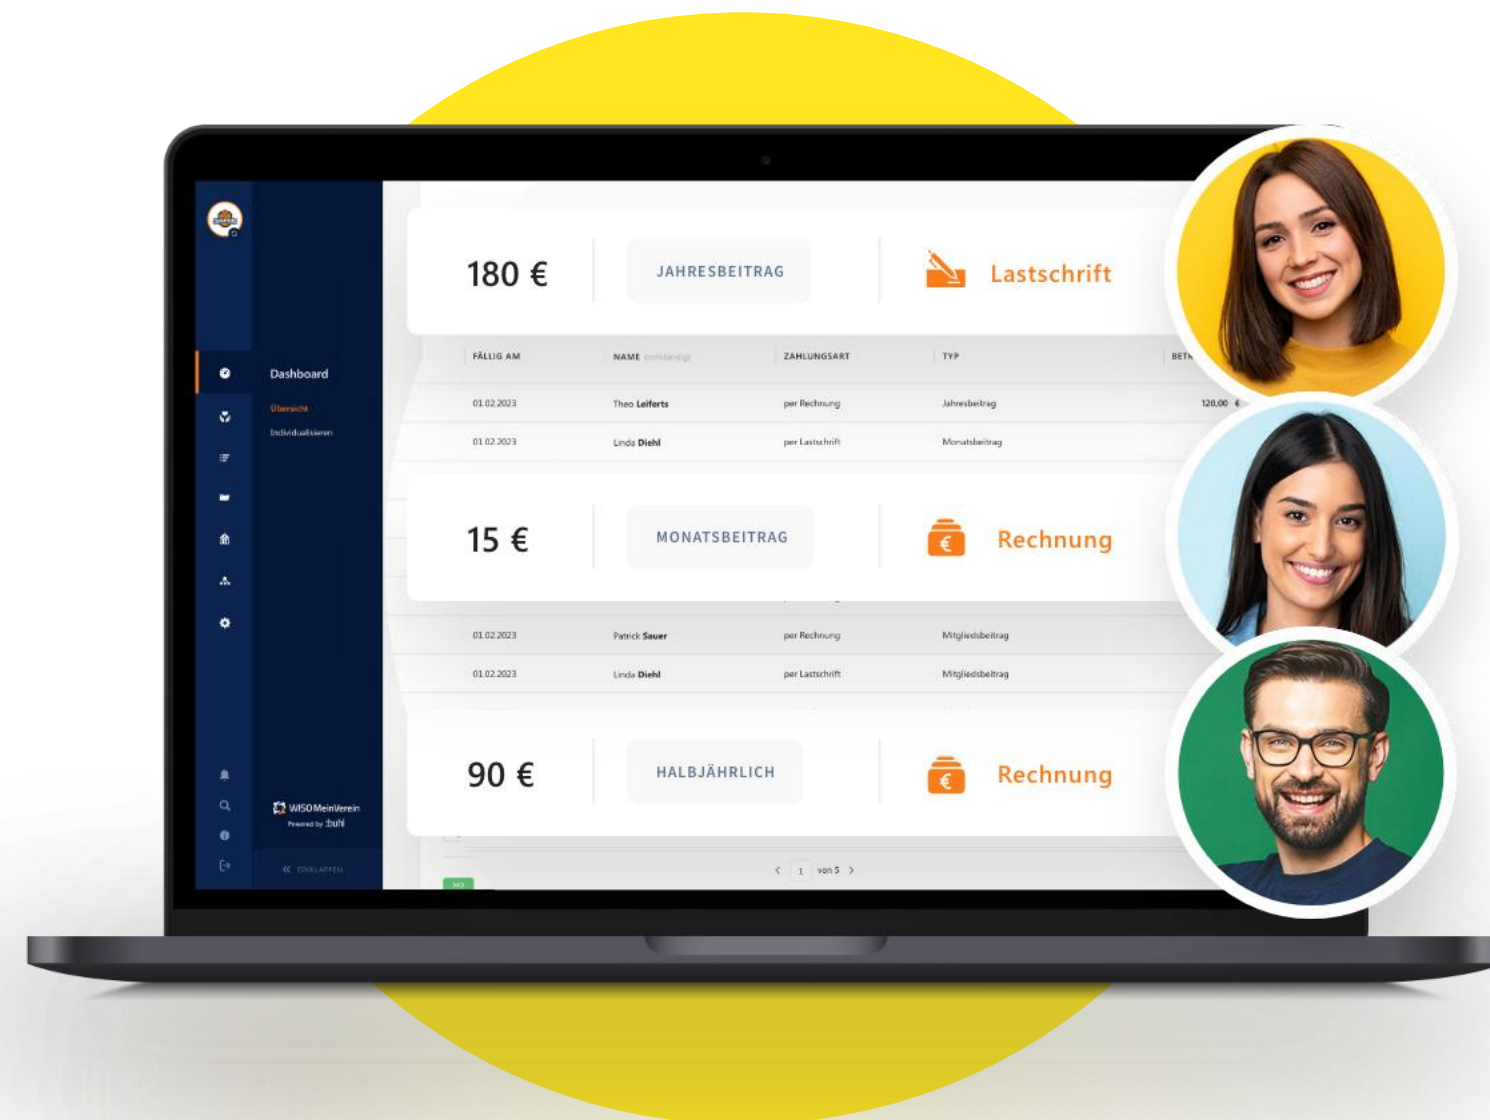 180 €
JAHRESBEITRAG
Lastschrift
FÄLLIG AM
NAME (vollständig)
ZAHLUNGSART
TYP
Dashboard
Übersicht
Individualisieren
01.02.2023 Theo Leiferts per Rechnung Jahresbeitrag 120,00 €
01.02.2023 Linda Diehl per Lastschrift Monatsbeitrag
15 €
MONATSBEITRAG
Rechnung
01.02.2023 Patrick Sauer per Rechnung Mitgliedsbeitrag
01.02.2023 Linda Diehl per Lastschrift Mitgliedsbeitrag
90 €
HALBJÄHRLICH
Rechnung
WISO MeinVerein
Powered by :buhl
EINKLAPPEN
1 von 5